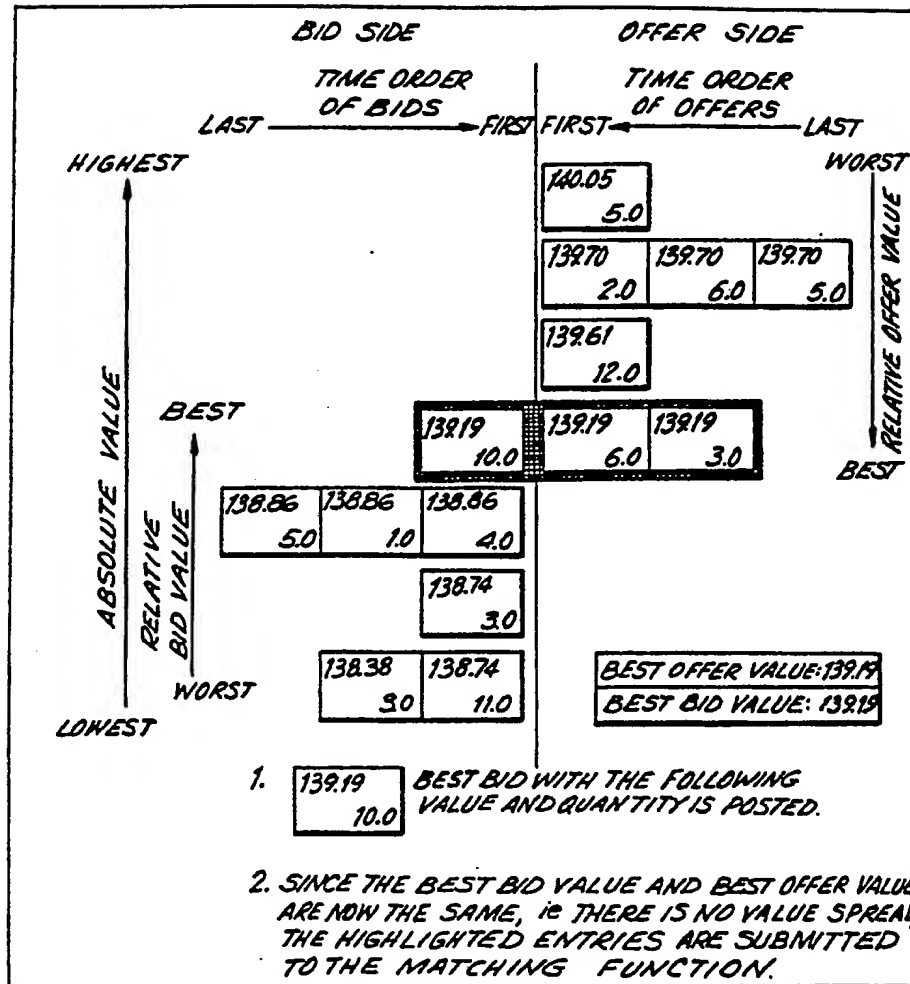 BID SIDE OFFER SIDE
TIME ORDER OF BIDS
TIME ORDER OF OFFERS
LAST FIRST FIRST LAST
HIGHEST
WORST
140.05
5.0
139.70 139.70 139.70
2.0 6.0 5.0
139.61
12.0
RELATIVE OFFER VALUE
BEST
139.19 139.19 139.19
10.0 6.0 3.0
BEST
ABSOLUTE VALUE
RELATIVE
BID VALUE
138.86 138.86 138.86
5.0 1.0 4.0
138.74
3.0
138.38 138.74
3.0 11.0
WORST
LOWEST
BEST OFFER VALUE: 139.19
BEST BID VALUE: 139.19
1. 139.19
10.0
BEST BID WITH THE FOLLOWING
VALUE AND QUANTITY IS POSTED.
2. SINCE THE BEST BID VALUE AND BEST OFFER VALUE
ARE NOW THE SAME, ie THERE IS NO VALUE SPREAD,
THE HIGHLIGHTED ENTRIES ARE SUBMITTED
TO THE MATCHING FUNCTION.